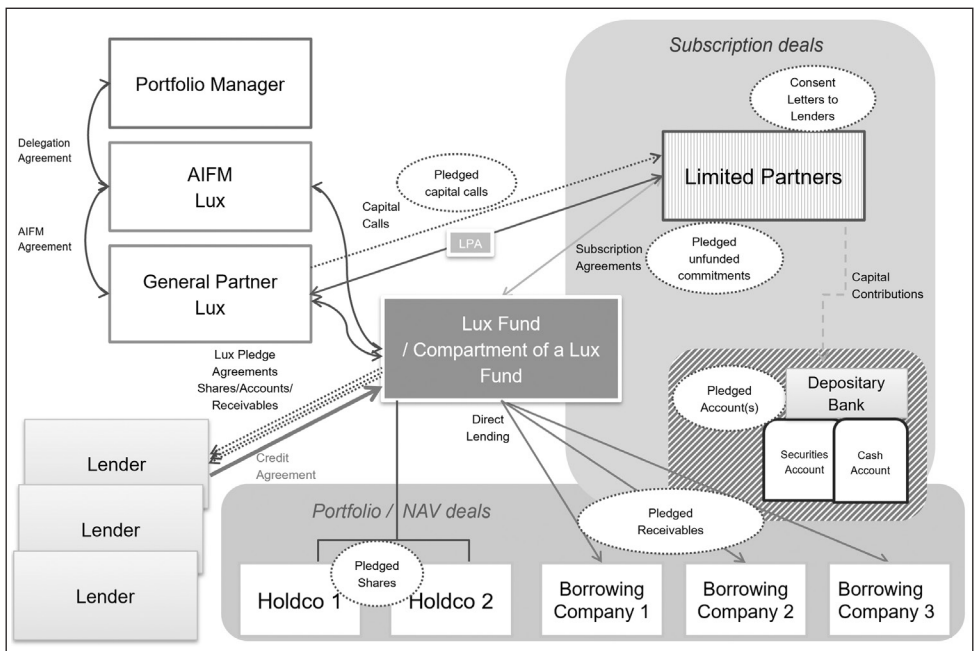 Subscription deals
Portfolio Manager
Consent
Letters to
Lenders
Delegation
Agreement
AIFM
Lux
Pledged
capital calls
Limited Partners
Capital
Calls
AIFM
Agreement
LPA
General Partner
Lux
Subscription
Agreements
Pledged
unfunded
commitments
Capital
Contributions
Lux Fund
/ Compartment of a Lux
Fund
Lux Pledge
Agreements
Shares/Accounts/
Receivables
Pledged
Account(s)
Depositary
Bank
Direct
Lending
Securities
Account
Cash
Account
Lender
Credit
Agreement
Portfolio / NAV deals
Pledged
Receivables
Lender
Pledged
Shares
Holdco 1
Holdco 2
Borrowing
Company 1
Borrowing
Company 2
Borrowing
Company 3
Lender